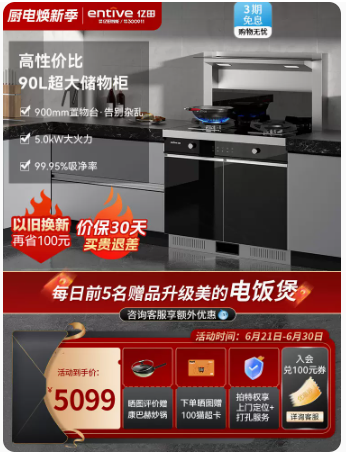 厨电焕新季
entive 亿田
3期
免息
购物无忧
高性价比
90L超大储物柜
900mm置物台·告别杂乱
5.0kW大火力
99.95%吸净率
以旧换新
再省100元
价保30天
买贵退差
每日前5名赠品升级美的电饭煲
咨询客服享额外优惠
活动时间：6月21日-6月30日
活动到手价：
¥5099
晒图评价赠
康巴赫炒锅
下单晒图赠
100猫超卡
拍特权享
上门定位+
打孔服务
入会
兑100元券
详询客服